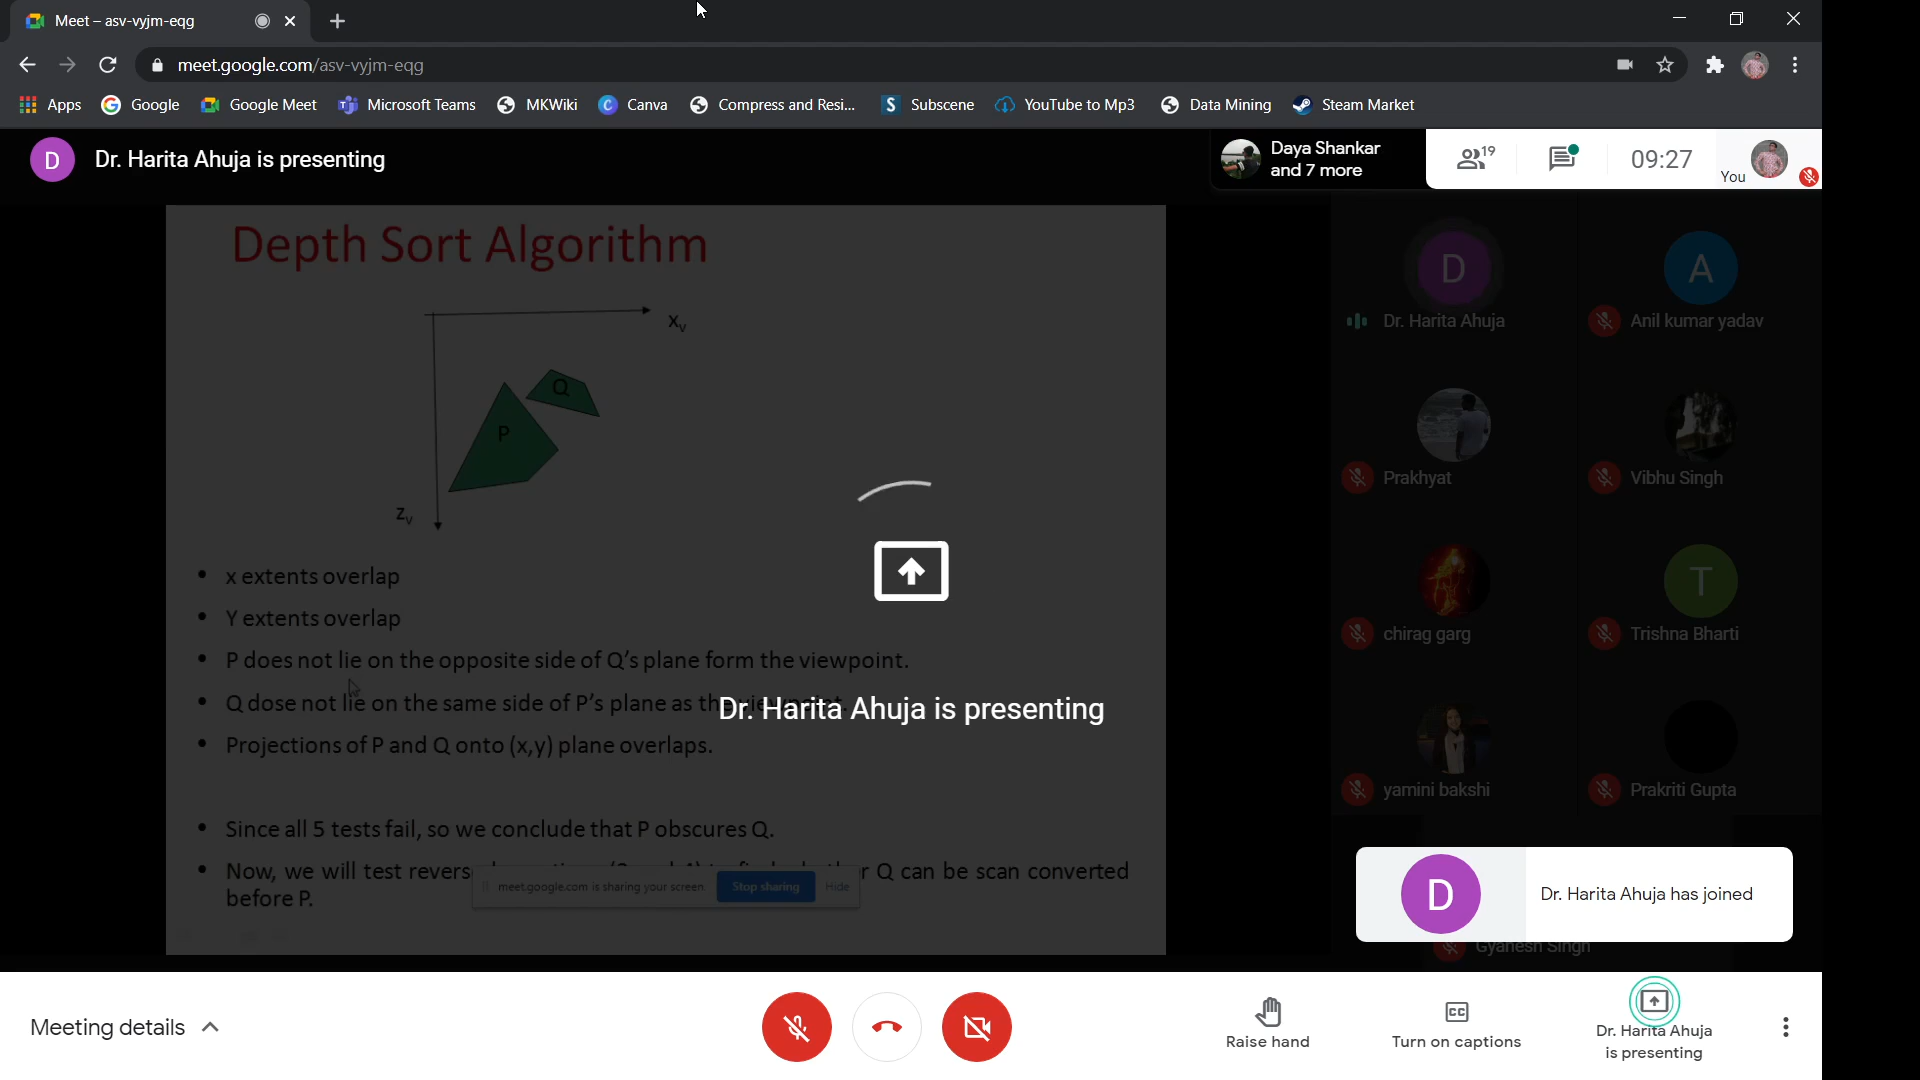 Meet – asv-vyjm-eqg
meet.google.com/asv-vyjm-eqg
Apps Google Google Meet Microsoft Teams MKWiki Canva Compress and Resi... Subscene YouTube to Mp3 Data Mining Steam Market
D Dr. Harita Ahuja is presenting
Daya Shankar
and 7 more
19
09:27
You
Depth Sort Algorithm
xv
Q
P
zv
• x extents overlap
• Y extents overlap
• P does not lie on the opposite side of Q's plane form the viewpoint.
• Q dose not lie on the same side of P's plane as the
• Projections of P and Q onto (x,y) plane overlaps.
• Since all 5 tests fail, so we conclude that P obscures Q.
• Now, we will test Q can be scan converted
before P.
meet.google.com is sharing your screen. Stop sharing Hide
Dr. Harita Ahuja is presenting
D
Dr. Harita Ahuja
A
Anil kumar yadav
Prakhyat
Vibhu Singh
chirag garg
T
Trishna Bharti
yamini bakshi
Prakriti Gupta
D Dr. Harita Ahuja has joined
Gyanesh Singh
Meeting details
Raise hand
CC
Turn on captions
Dr. Harita Ahuja
is presenting